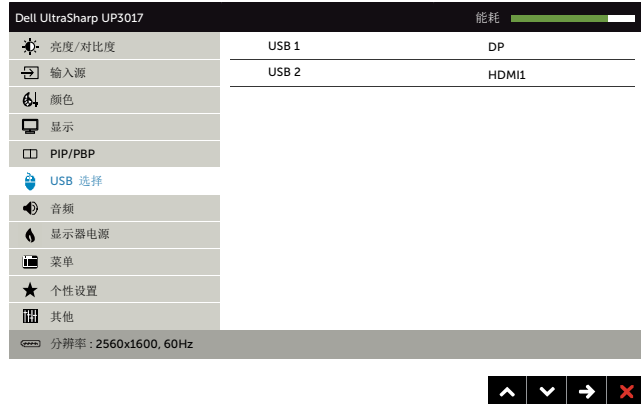 Dell UltraSharp UP3017 能耗
亮度/对比度 USB 1 DP
输入源 USB 2 HDMI1
颜色
显示
PIP/PBP
USB 选择
音频
显示器电源
菜单
个性设置
其他
分辨率 : 2560x1600, 60Hz